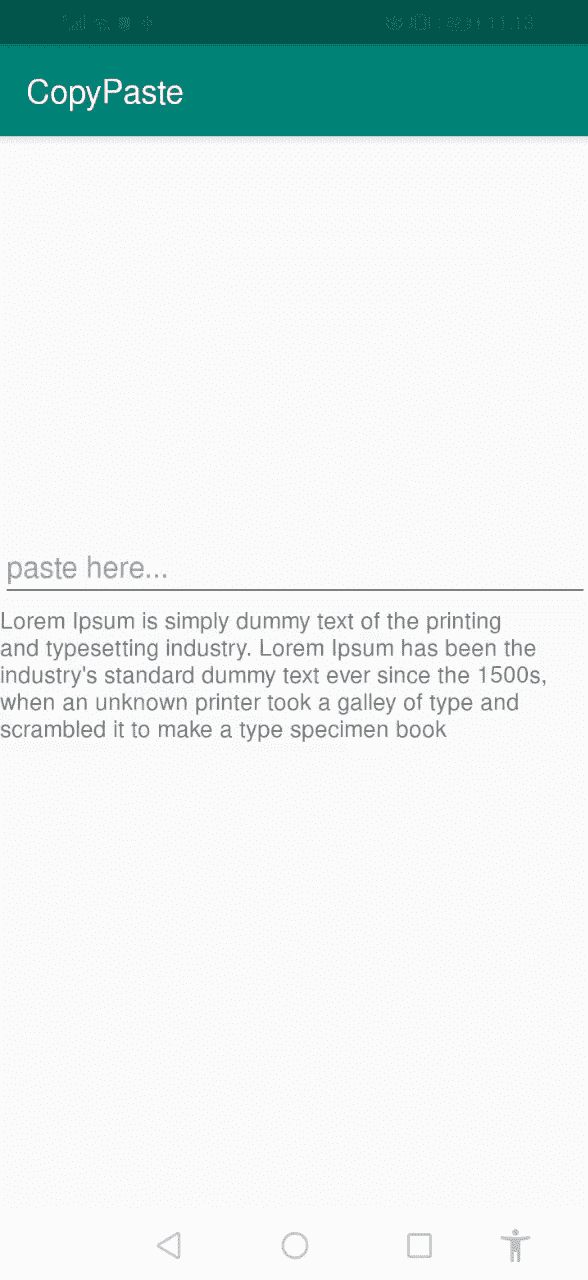 CopyPaste
paste here...
Lorem Ipsum is simply dummy text of the printing
and typesetting industry. Lorem Ipsum has been the
industry's standard dummy text ever since the 1500s,
when an unknown printer took a galley of type and
scrambled it to make a type specimen book